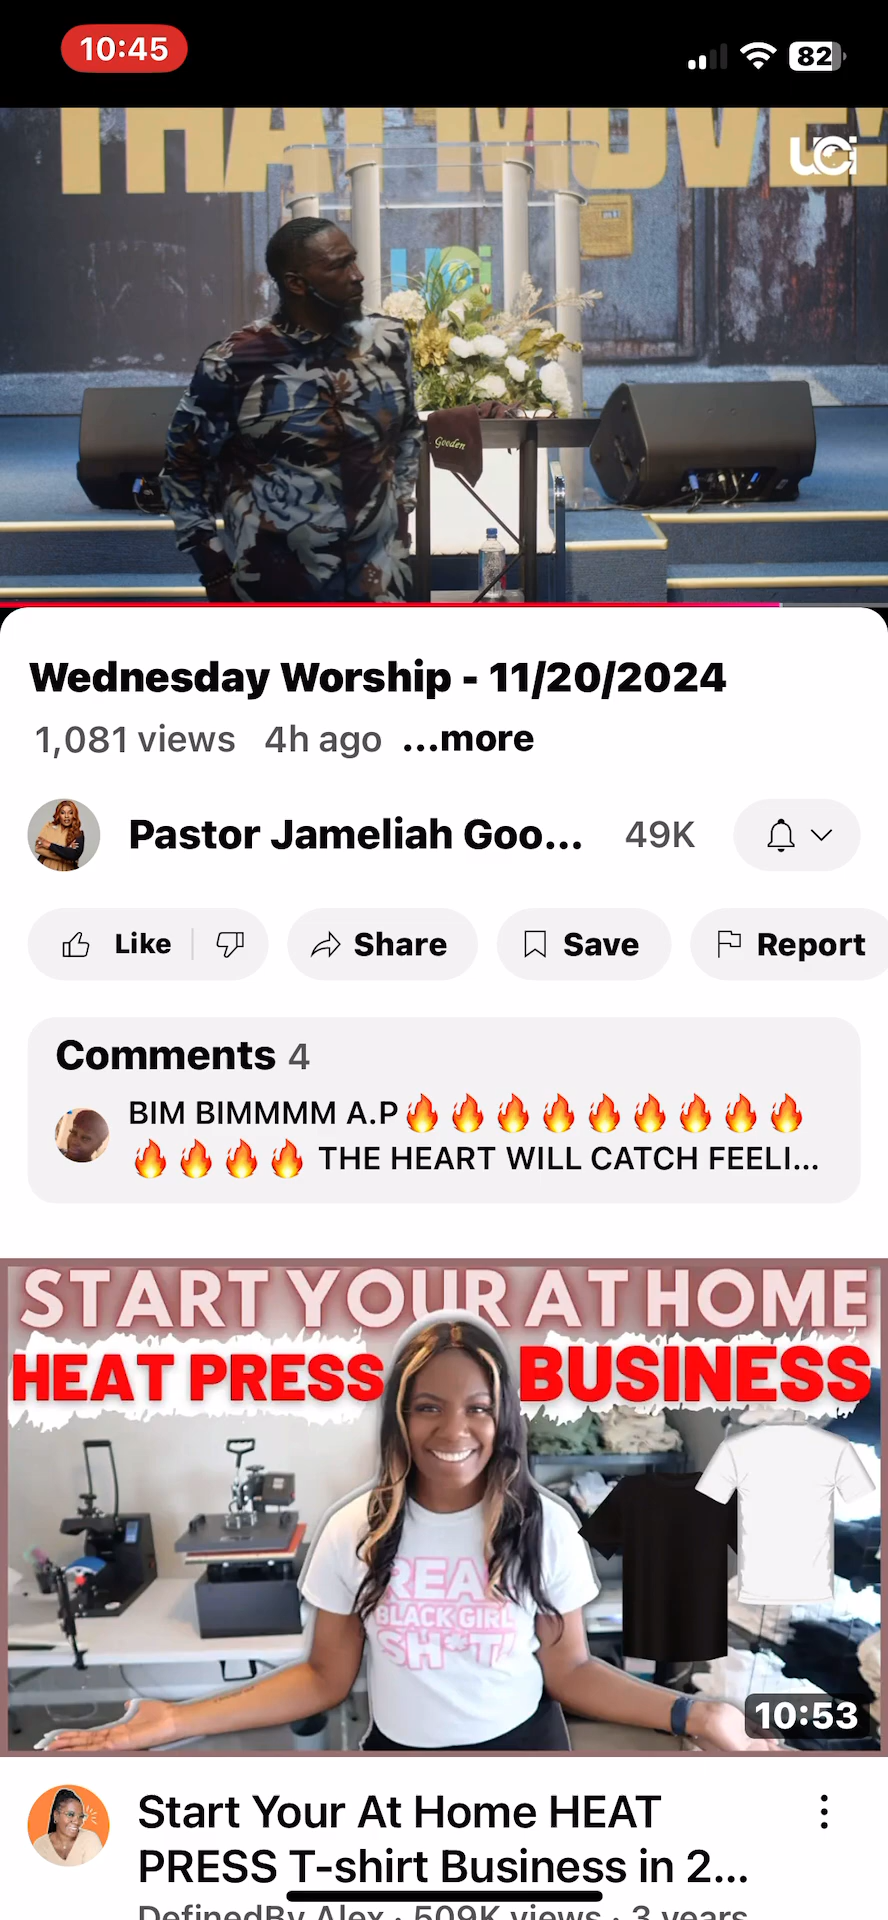 10:45
82
THAT MOVE!
UCi
UCi
Gooden
Wednesday Worship - 11/20/2024
1,081 views 4h ago ...more
Pastor Jameliah Goo... 49K
Like Share Save Report
Comments 4
BIM BIMMMM A.P🔥🔥🔥🔥🔥🔥🔥🔥🔥
🔥🔥🔥🔥 THE HEART WILL CATCH FEELI...
START YOUR AT HOME
HEAT PRESS BUSINESS
REA
BLACK GIRL
SH*T!
10:53
Start Your At Home HEAT
PRESS T-shirt Business in 2...
DefinedBy Alex · 509K views · 3 years